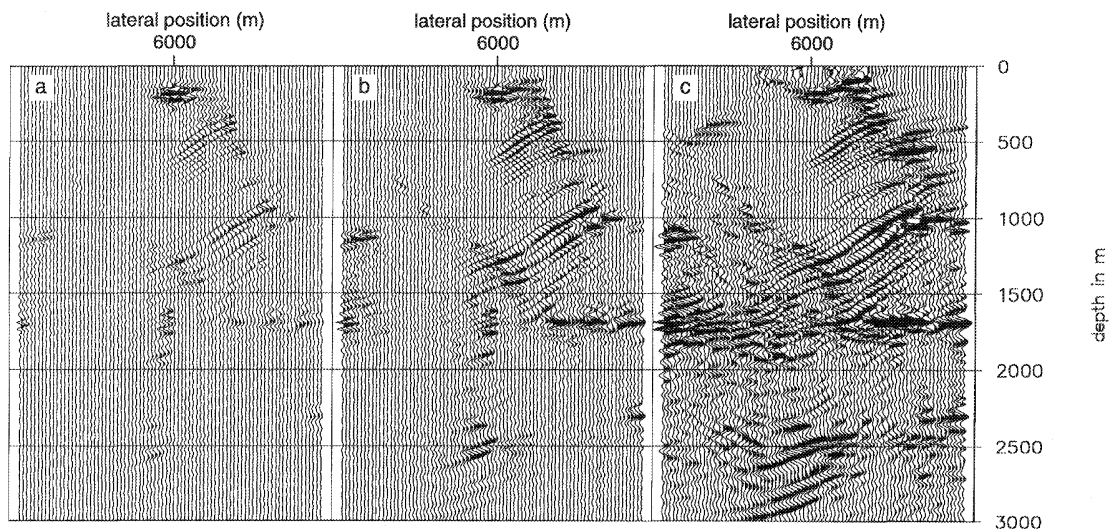 lateral position (m)
6000
lateral position (m)
6000
lateral position (m)
6000
a
b
c
0
500
1000
1500
2000
2500
3000
depth in m